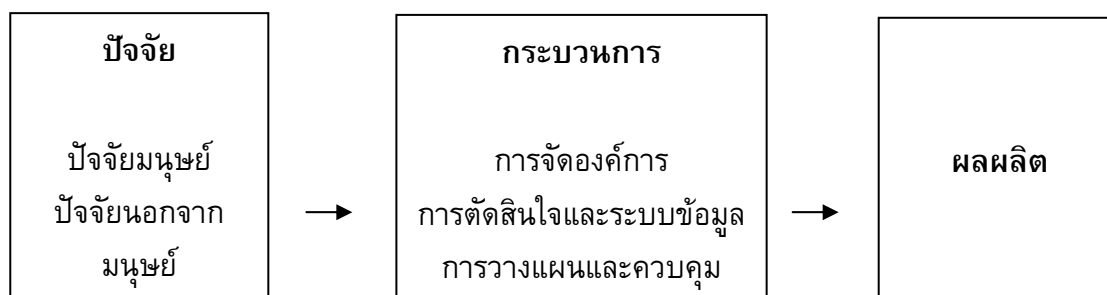 ปัจจัย
ปัจจัยมนุษย์
ปัจจัยนอกจาก
มนุษย์
กระบวนการ
การจัดองค์การ
การตัดสินใจและระบบข้อมูล
การวางแผนและควบคุม
ผลผลิต